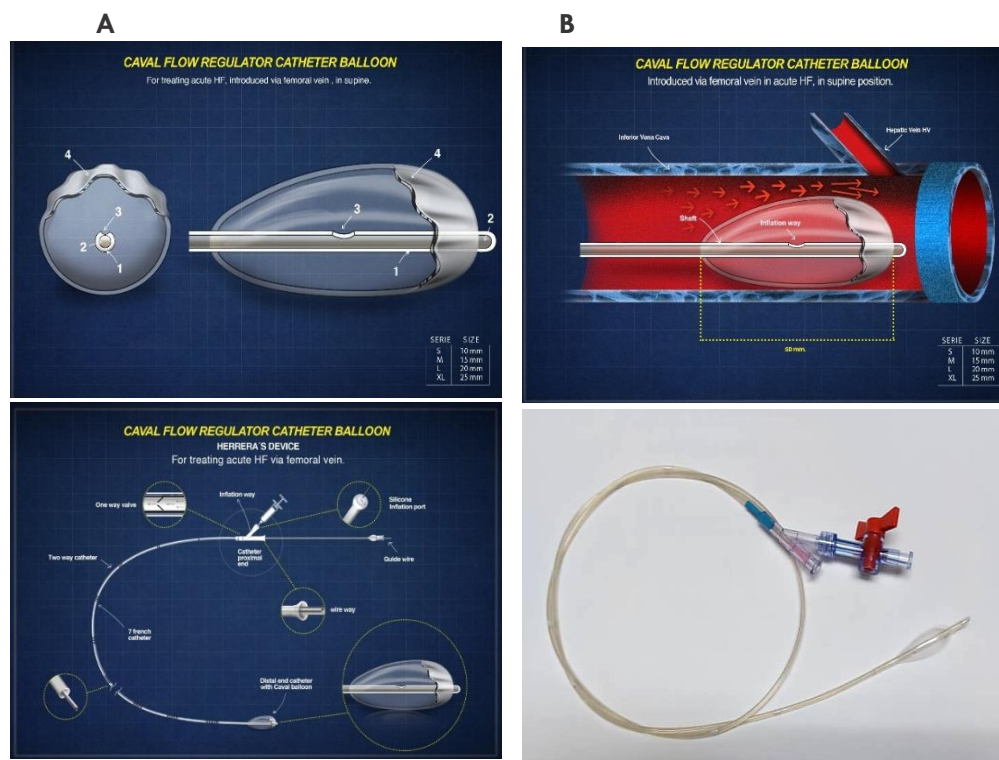 A
CAVAL FLOW REGULATOR CATHETER BALLOON
For treating acute HF, introduced via femoral vein , in supine.
4
3
2
1
4
3
2
1
SERIE SIZE
S 10 mm
M 15 mm
L 20 mm
XL 25 mm
B
CAVAL FLOW REGULATOR CATHETER BALLOON
Introduced via femoral vein in acute HF, in supine position.
Inferior Vena Cava
Hepatic Vein HV
Shaft
Inflation way
50 mm.
SERIE SIZE
S 10 mm
M 15 mm
L 20 mm
XL 25 mm
CAVAL FLOW REGULATOR CATHETER BALLOON
HERRERA´S DEVICE
For treating acute HF via femoral vein.
One way valve
Inflation way
Silicone
Inflation port
Two way catheter
Catheter
proximal
end
Guide wire
wire way
7 french
catheter
Distal end catheter
with Caval balloon